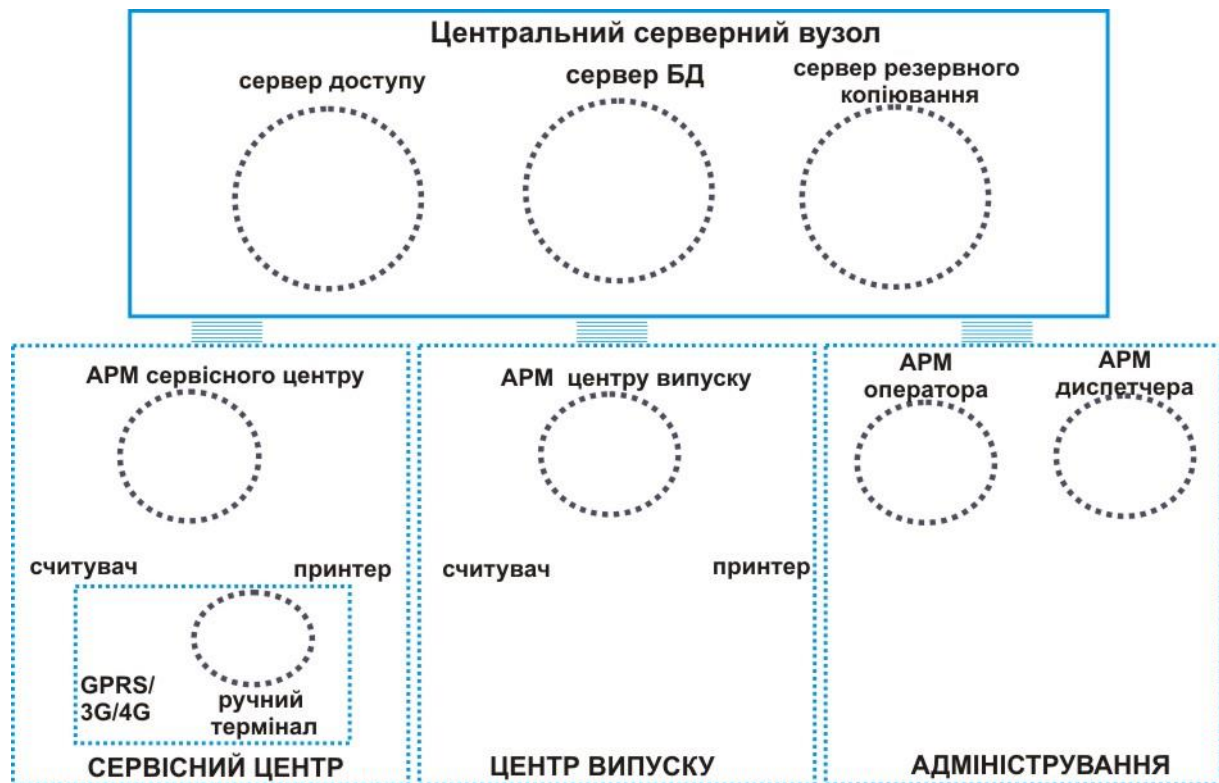 Центральний серверний вузол
сервер доступу
сервер БД
сервер резервного
копіювання
АРМ сервісного центру
считувач
принтер
GPRS/
3G/4G
ручний
термінал
СЕРВІСНИЙ ЦЕНТР
АРМ центру випуску
считувач
принтер
ЦЕНТР ВИПУСКУ
АРМ
оператора
АРМ
диспетчера
АДМІНІСТРУВАННЯ